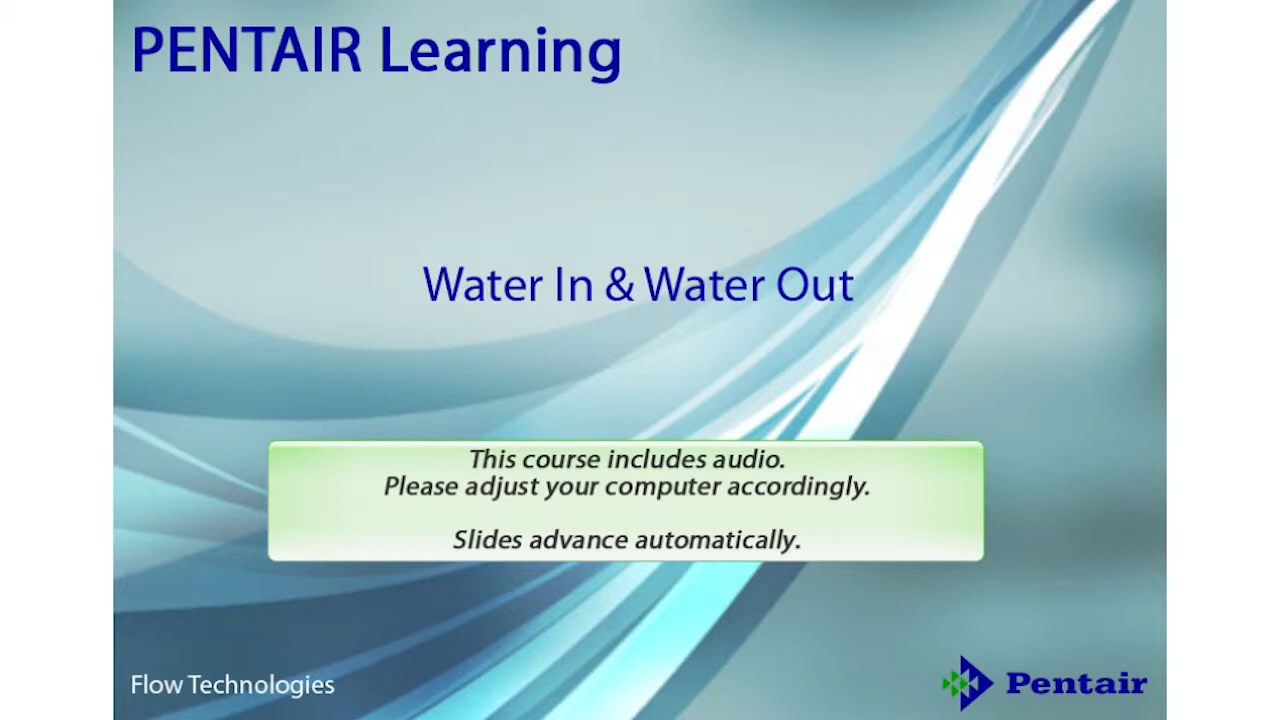 PENTAIR Learning
Water In & Water Out
This course includes audio.
Please adjust your computer accordingly.
Slides advance automatically.
Flow Technologies
Pentair